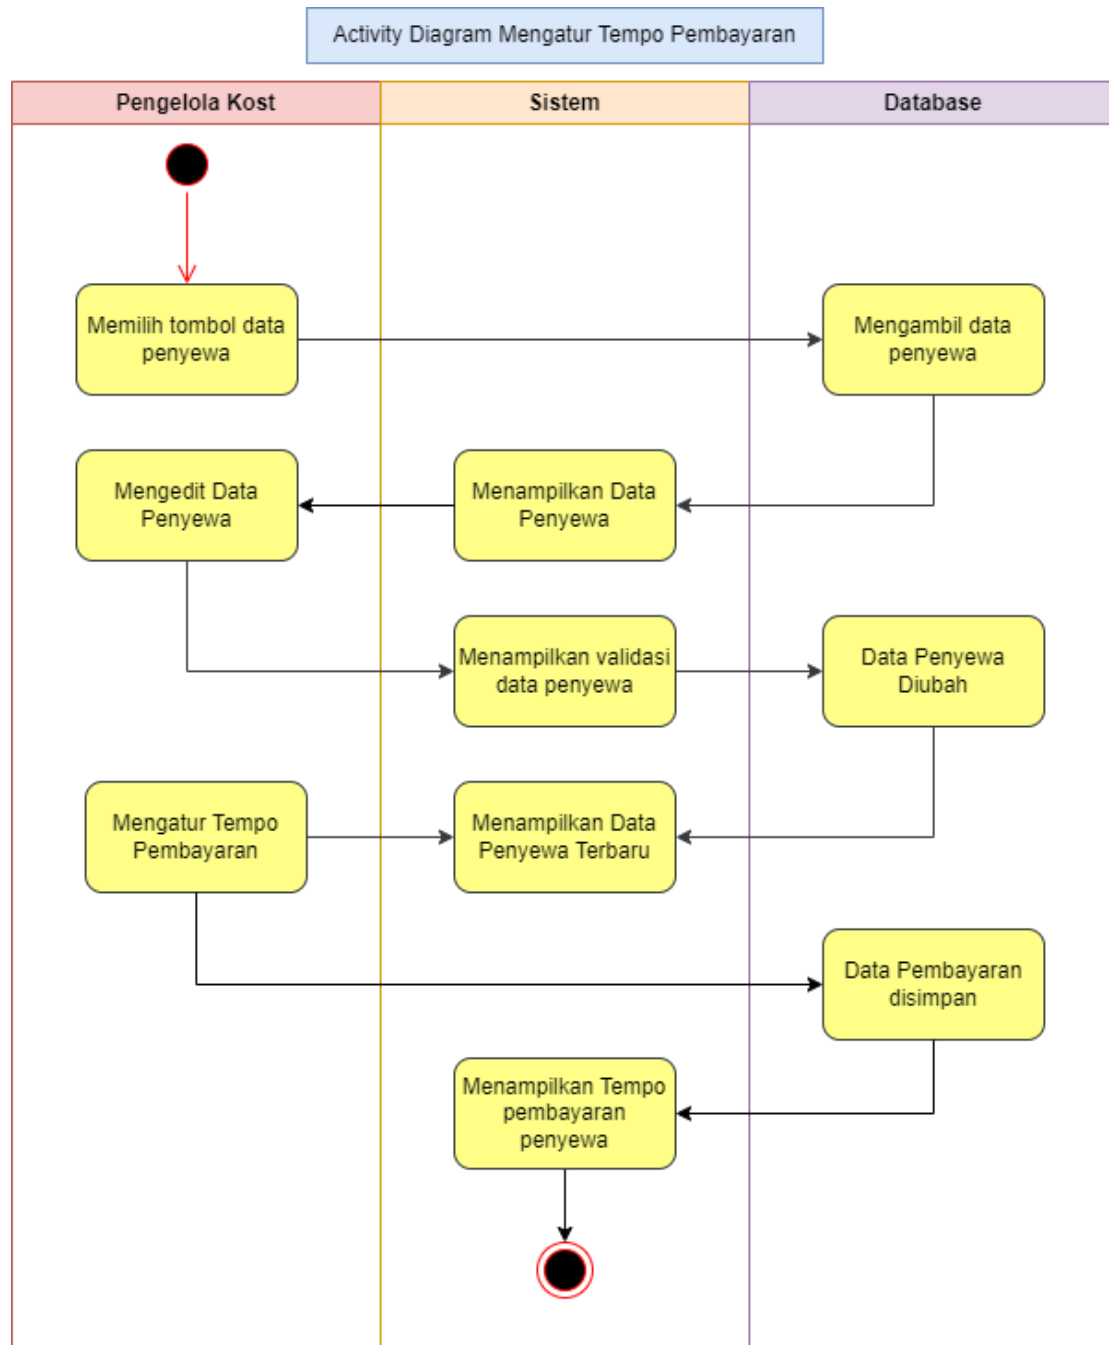 Activity Diagram Mengatur Tempo Pembayaran
Pengelola Kost
Sistem
Database
Memilih tombol data
penyewa
Mengambil data
penyewa
Mengedit Data
Penyewa
Menampilkan Data
Penyewa
Menampilkan validasi
data penyewa
Data Penyewa
Diubah
Mengatur Tempo
Pembayaran
Menampilkan Data
Penyewa Terbaru
Data Pembayaran
disimpan
Menampilkan Tempo
pembayaran
penyewa